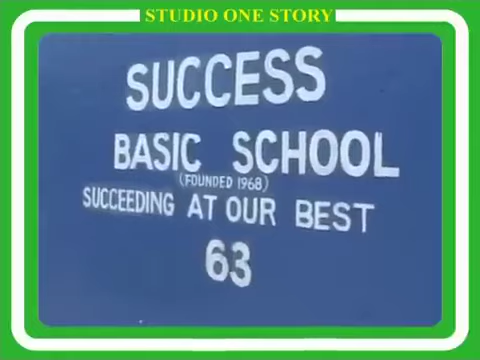 STUDIO ONE STORY
SUCCESS
BASIC SCHOOL
(FOUNDED 1968)
SUCCEEDING AT OUR BEST
63